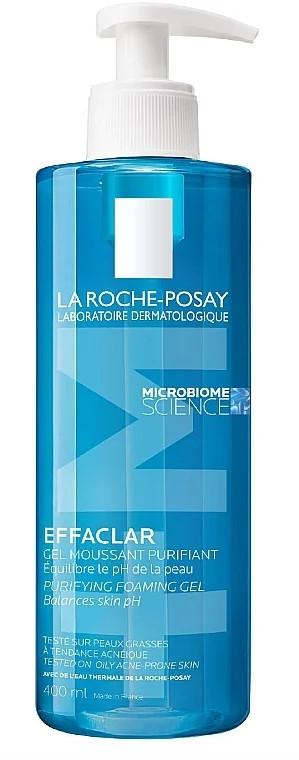 LA ROCHE-POSAY
LABORATOIRE DERMATOLOGIQUE
MICROBIOME
SCIENCE
EFFACLAR
GEL MOUSSANT PURIFIANT
Équilibre le pH de la peau
PURIFYING FOAMING GEL
Balances skin pH
TESTÉ SUR PEAUX GRASSES
À TENDANCE ACNÉIQUE
TESTED ON OILY ACNE-PRONE SKIN
AVEC DE L'EAU THERMALE DE LA ROCHE-POSAY
400 ml Made in France